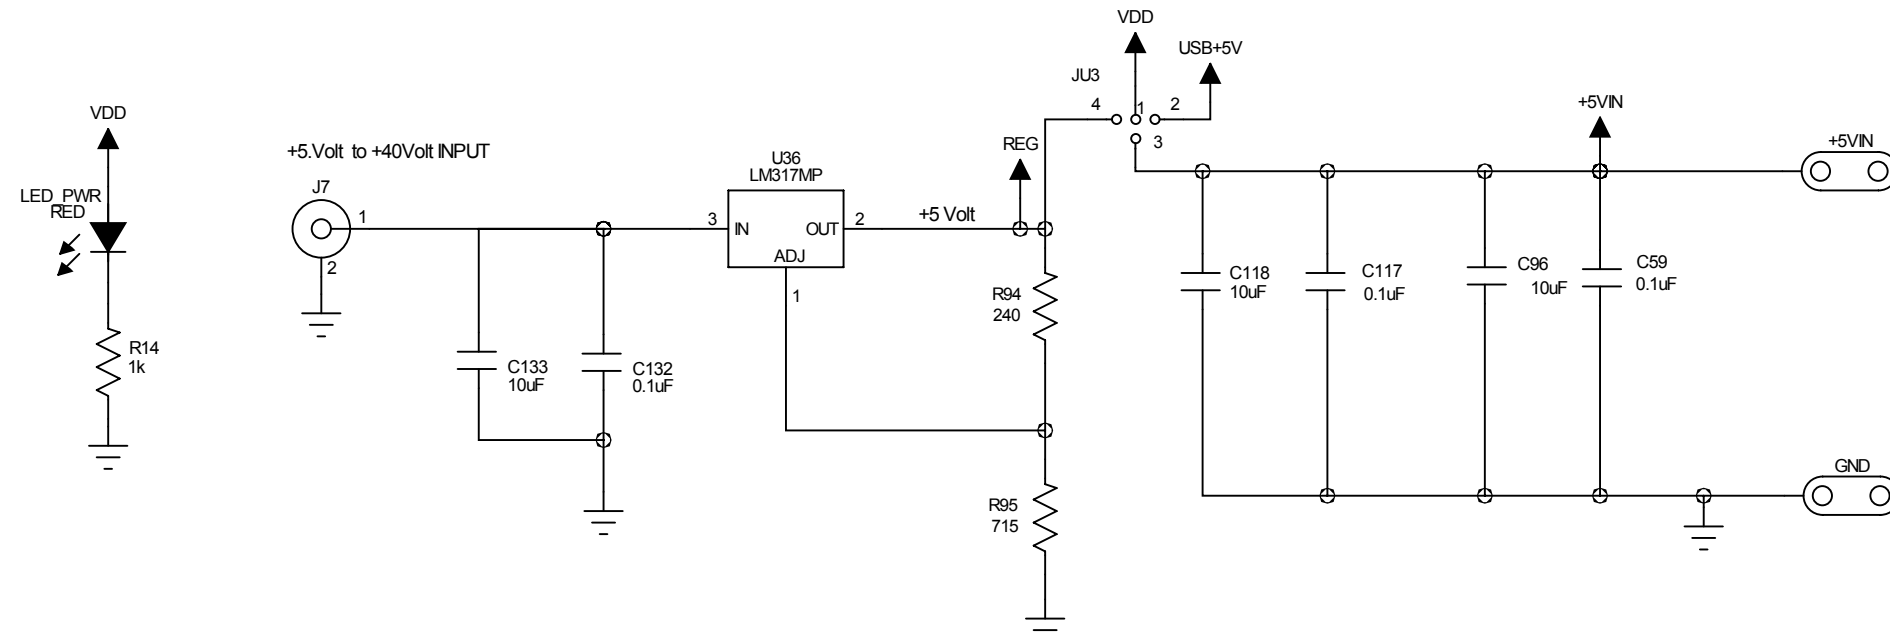 VDD
LED_PWR
RED
R14
1k
+5.Volt to +40Volt INPUT
J7
1
2
C133
10uF
C132
0.1uF
U36
LM317MP
3
IN
OUT
2
ADJ
1
+5 Volt
REG
R94
240
R95
715
VDD
USB+5V
JU3
4
1
2
3
C118
10uF
C117
0.1uF
C96
10uF
+5VIN
C59
0.1uF
+5VIN
GND